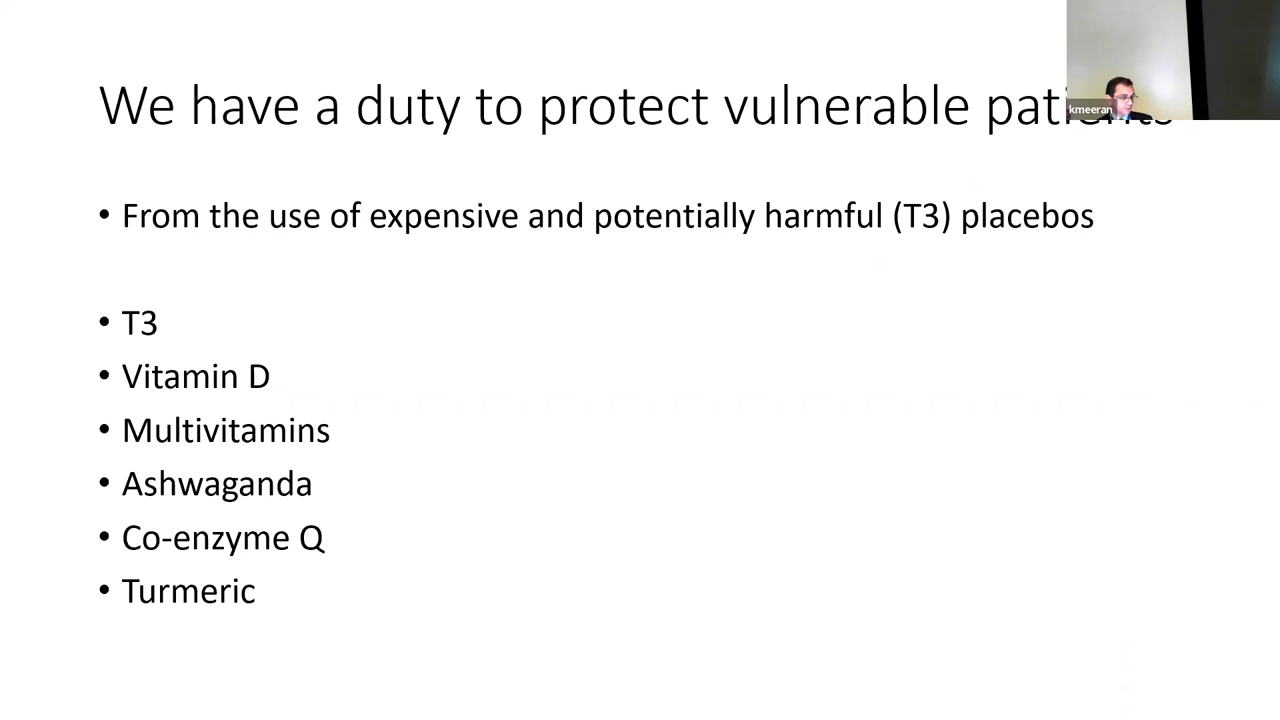 We have a duty to protect vulnerable patients
kmeeran
• From the use of expensive and potentially harmful (T3) placebos
• T3
• Vitamin D
• Multivitamins
• Ashwaganda
• Co-enzyme Q
• Turmeric